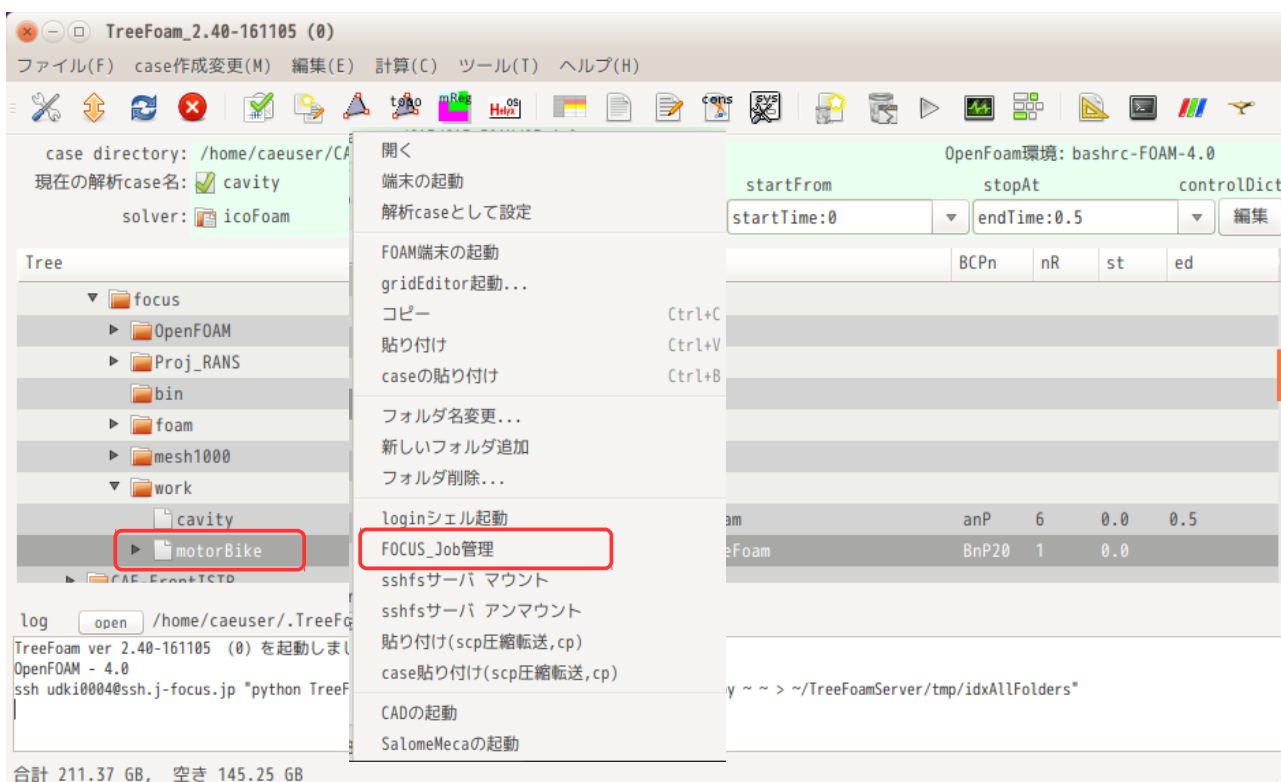 TreeFoam_2.40-161105 (0)
ファイル(F) case作成変更(M) 編集(E) 計算(C) ツール(T) ヘルプ(H)
topo mReg Helyx OS cons SYS
case directory: /home/caeuser/CA
OpenFoam環境: bashrc-FOAM-4.0
現在の解析case名: cavity
startFrom stopAt controlDict
solver: icoFoam
startTime:0 endTime:0.5 編集
Tree BCPn nR st ed
focus
OpenFOAM
Proj_RANS
bin
foam
mesh1000
work
cavity am anP 6 0.0 0.5
motorBike eFoam BnP20 1 0.0
CAE-FrontISTR
開く
端末の起動
解析caseとして設定
FOAM端末の起動
gridEditor起動...
コピー Ctrl+C
貼り付け Ctrl+V
caseの貼り付け Ctrl+B
フォルダ名変更...
新しいフォルダ追加
フォルダ削除...
loginシェル起動
FOCUS_Job管理
sshfsサーバ マウント
sshfsサーバ アンマウント
貼り付け(scp圧縮転送,cp)
case貼り付け(scp圧縮転送,cp)
CADの起動
SalomeMecaの起動
log open /home/caeuser/.TreeFo
TreeFoam ver 2.40-161105 (0) を起動しまし
OpenFOAM - 4.0
ssh udki0004@ssh.j-focus.jp "python TreeF y ~ ~ > ~/TreeFoamServer/tmp/idxAllFolders"
合計 211.37 GB, 空き 145.25 GB